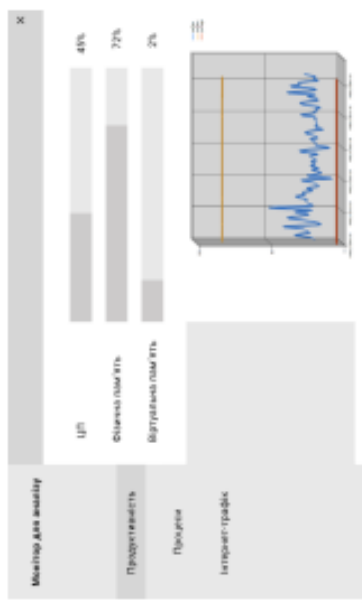 Монітор для аналізу
×
Продуктивність
Процеси
Інтернет-трафік
ЦП
45%
Фізична пам'ять
72%
Віртуальна пам'ять
2%